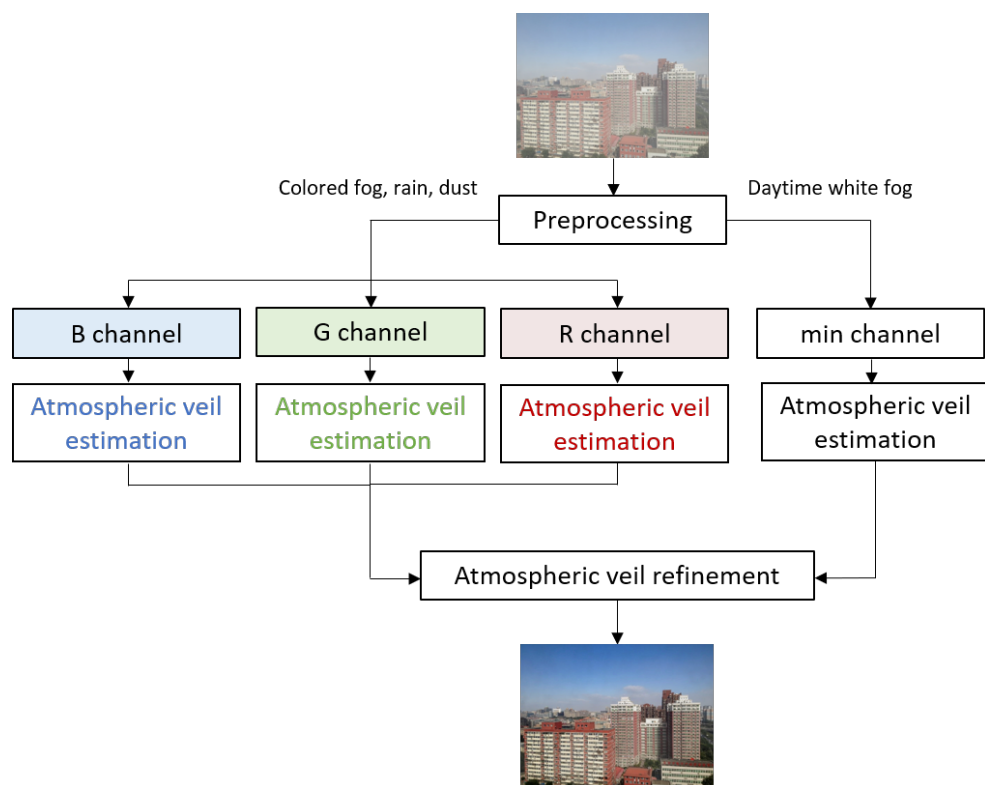 Colored fog, rain, dust
Daytime white fog
Preprocessing
B channel
G channel
R channel
min channel
Atmospheric veil
estimation
Atmospheric veil
estimation
Atmospheric veil
estimation
Atmospheric veil
estimation
Atmospheric veil refinement